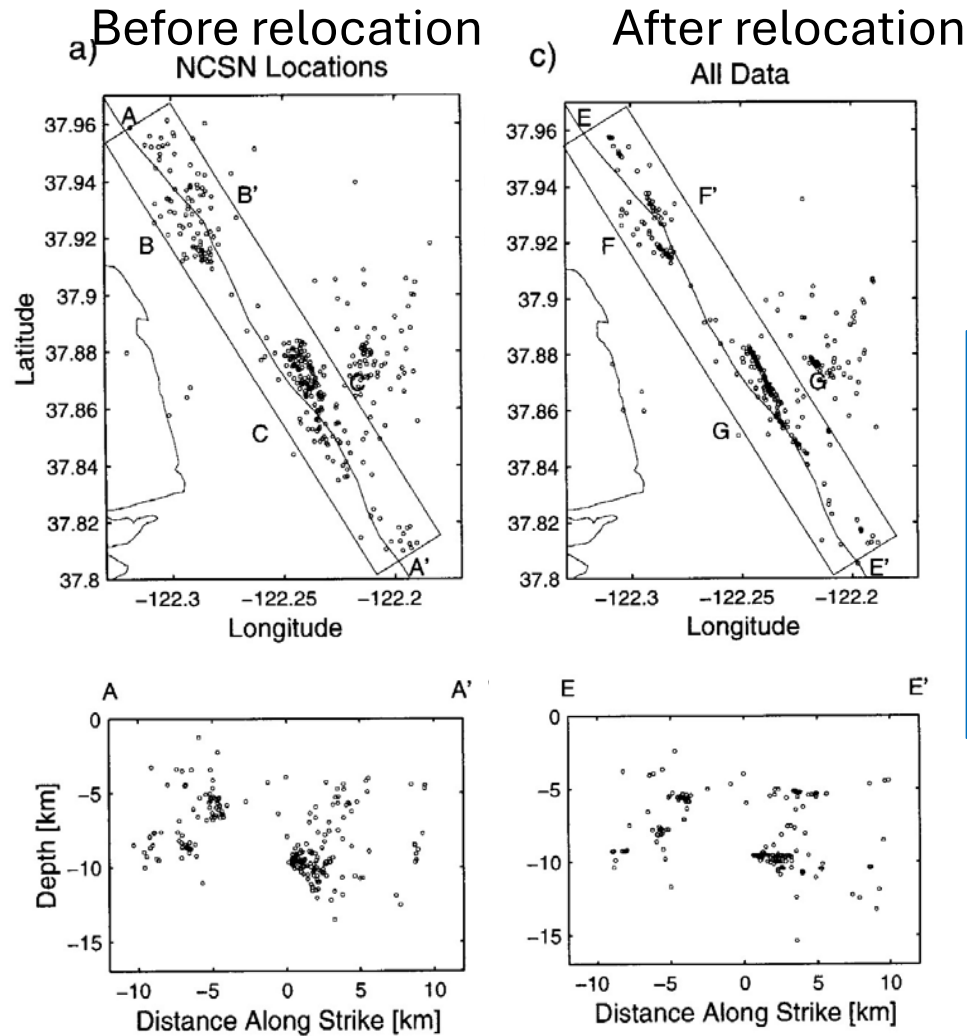 Before relocation
a)
NCSN Locations
A
B'
B
C
C
A'
37.96
37.94
37.92
37.9
37.88
37.86
37.84
37.82
37.8
Latitude
−122.3
−122.25
−122.2
Longitude
After relocation
c)
All Data
E
F'
F
G
G
E'
37.96
37.94
37.92
37.9
37.88
37.86
37.84
37.82
37.8
−122.3
−122.25
−122.2
Longitude
A
A'
0
−5
−10
−15
Depth [km]
−10
−5
0
5
10
Distance Along Strike [km]
E
E'
0
−5
−10
−15
−10
−5
0
5
10
Distance Along Strike [km]